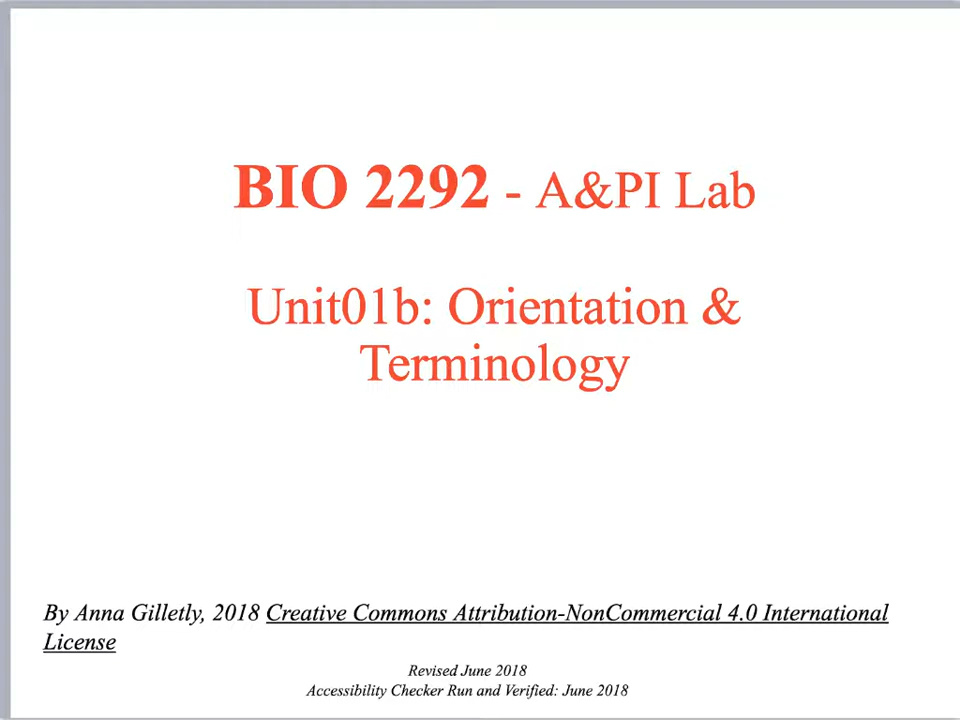 BIO 2292 - A&PI Lab
Unit01b: Orientation &
Terminology
By Anna Gilletly, 2018 Creative Commons Attribution-NonCommercial 4.0 International
License
Revised June 2018
Accessibility Checker Run and Verified: June 2018